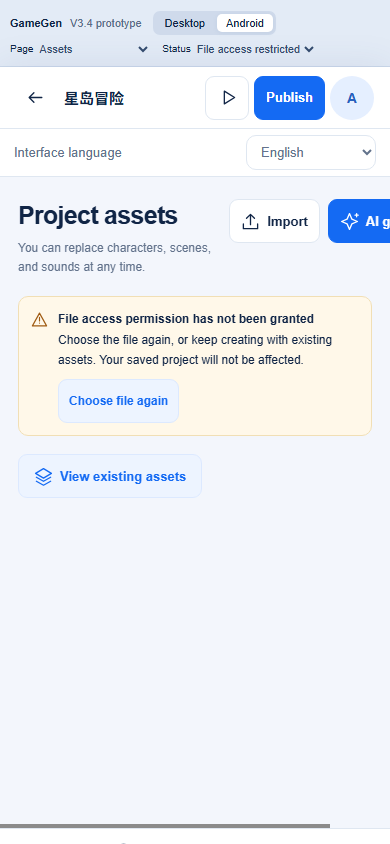 GameGen V3.4 prototype Desktop Android
Page Assets Status File access restricted
星岛冒险 Publish A
Interface language English
Project assets Import AI g
You can replace characters, scenes,
and sounds at any time.
File access permission has not been granted
Choose the file again, or keep creating with existing
assets. Your saved project will not be affected.
Choose file again
View existing assets